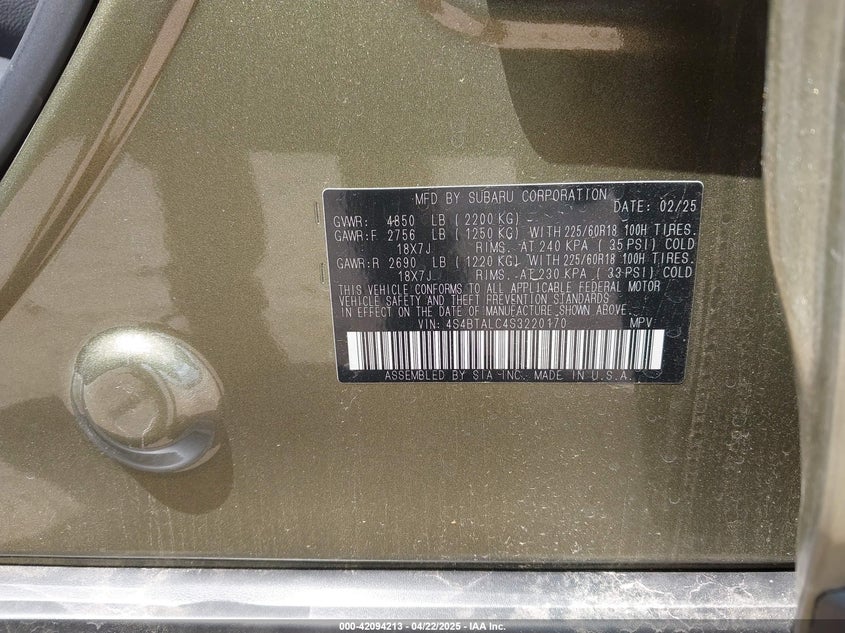 MFD BY SUBARU CORPORATION
DATE: 02/25
GVWR: 4850 LB (2200 KG)
GAWR:F 2756 LB (1250 KG) WITH 225/60R18 100H TIRES.
18X7J RIMS. AT 240 KPA (35 PSI) COLD
GAWR:R 2690 LB (1220 KG) WITH 225/60R18 100H TIRES.
18X7J RIMS. AT 230 KPA (33 PSI) COLD
THIS VEHICLE CONFORMS TO ALL APPLICABLE FEDERAL MOTOR
VEHICLE SAFETY AND THEFT PREVENTION STANDARDS
IN EFFECT ON THE DATE OF MANUFACTURE SHOWN ABOVE.
VIN: 4S4BTALC4S3220170 MPV
ASSEMBLED BY SIA INC. MADE IN U.S.A.
000-42094213 - 04/22/2025 - IAA Inc.